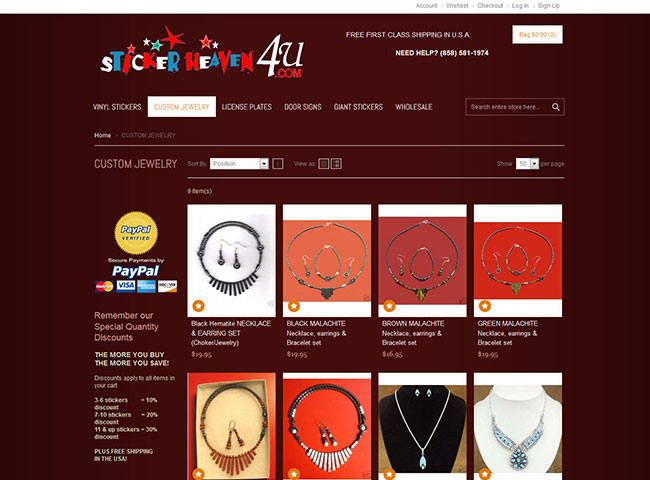 Account Wishlist Checkout Log In Sign Up
STICKER HEAVEN 4U .COM
FREE FIRST CLASS SHIPPING IN U.S.A.
Bag $0.00 (0)
NEED HELP? (858) 581-1974
VINYL STICKERS CUSTOM JEWELRY LICENSE PLATES DOOR SIGNS GIANT STICKERS WHOLESALE
Search entire store here...
Home > CUSTOM JEWELRY
CUSTOM JEWELRY
Sort By Position View as: Show 50 per page
9 Item(s)
PayPal
VERIFIED
Secure Payments by
PayPal
VISA DISCOVER
Remember our
Special Quantity
Discounts
THE MORE YOU BUY
THE MORE YOU SAVE!
Discounts apply to all items in
your cart
3-6 stickers = 10%
discount
7-10 stickers = 20%
discount
11 & up stickers = 30%
discount
PLUS FREE SHIPPING
IN THE USA!
Black Hematite NECKLACE
& EARRING SET
(Choker/Jewelry)
$19.95
BLACK MALACHITE
Necklace, earrings &
Bracelet set
$19.95
BROWN MALACHITE
Necklace, earrings &
Bracelet set
$16.95
GREEN MALACHITE
Necklace, earrings &
Bracelet set
$19.95